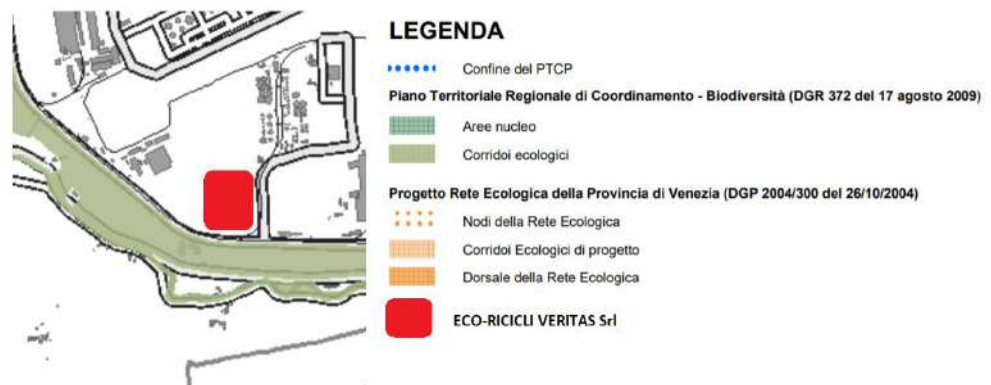 LEGENDA
Confine del PTCP
Piano Territoriale Regionale di Coordinamento - Biodiversità (DGR 372 del 17 agosto 2009)
Aree nucleo
Corridoi ecologici
Progetto Rete Ecologica della Provincia di Venezia (DGP 2004/300 del 26/10/2004)
Nodi della Rete Ecologica
Corridoi Ecologici di progetto
Dorsale della Rete Ecologica
ECO-RICICLI VERITAS Srl